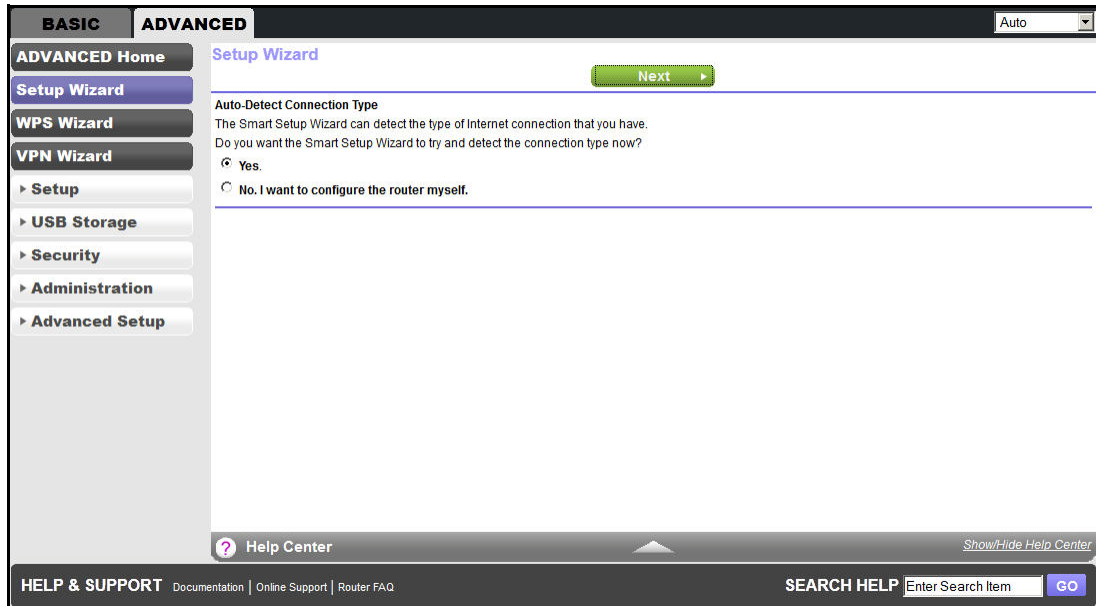 BASIC
ADVANCED
Auto
ADVANCED Home
Setup Wizard
WPS Wizard
VPN Wizard
Setup
USB Storage
Security
Administration
Advanced Setup
Setup Wizard
Next
Auto-Detect Connection Type
The Smart Setup Wizard can detect the type of Internet connection that you have.
Do you want the Smart Setup Wizard to try and detect the connection type now?
Yes.
No. I want to configure the router myself.
? Help Center
Show/Hide Help Center
HELP & SUPPORT Documentation | Online Support | Router FAQ
SEARCH HELP Enter Search Item GO